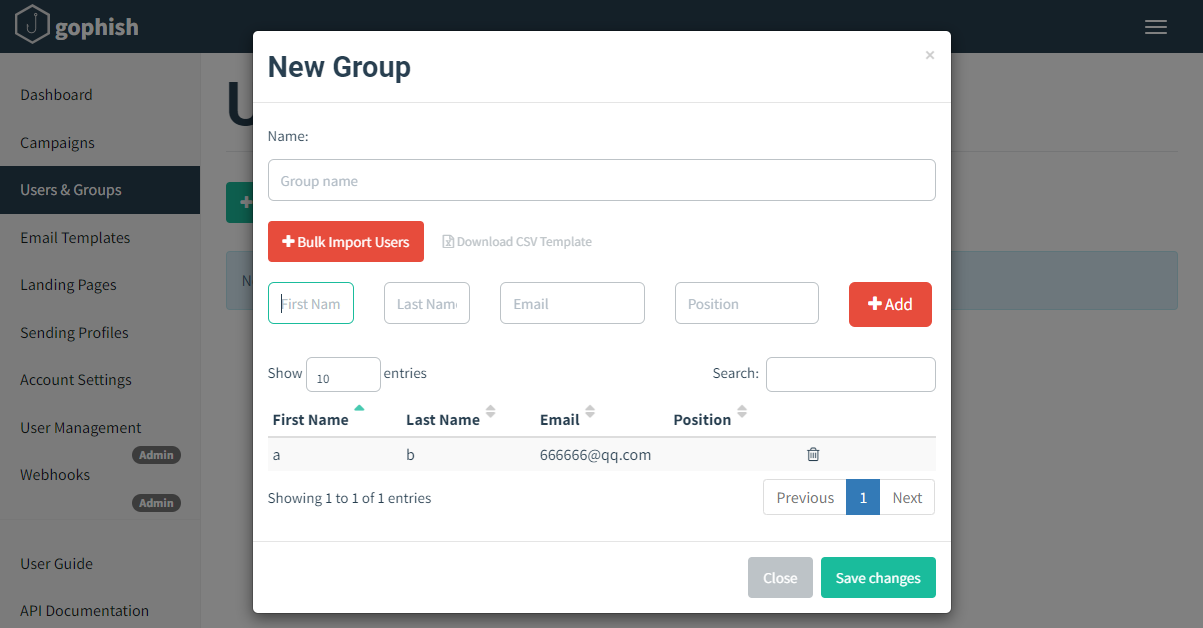 gophish
New Group
×
Dashboard
Name:
Campaigns
Group name
Users & Groups
Bulk Import Users Download CSV Template
Email Templates
Landing Pages
First Nam Last Name Email Position Add
Sending Profiles
Show 10 entries Search:
Account Settings
First Name Last Name Email Position
User Management
Admin
a b 666666@qq.com
Webhooks
Admin
Showing 1 to 1 of 1 entries Previous 1 Next
User Guide
Close Save changes
API Documentation